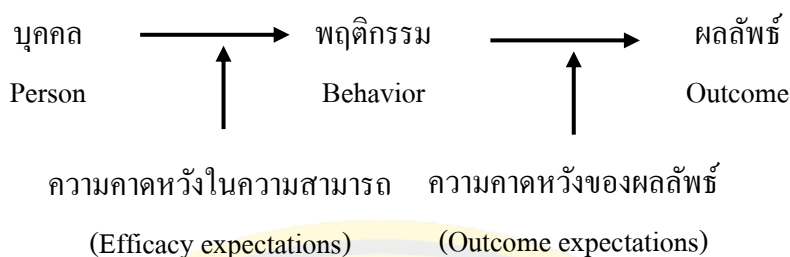 บุคคล พฤติกรรม ผลลัพธ์
Person Behavior Outcome
ความคาดหวังในความสามารถ ความคาดหวังของผลลัพธ์
(Efficacy expectations) (Outcome expectations)